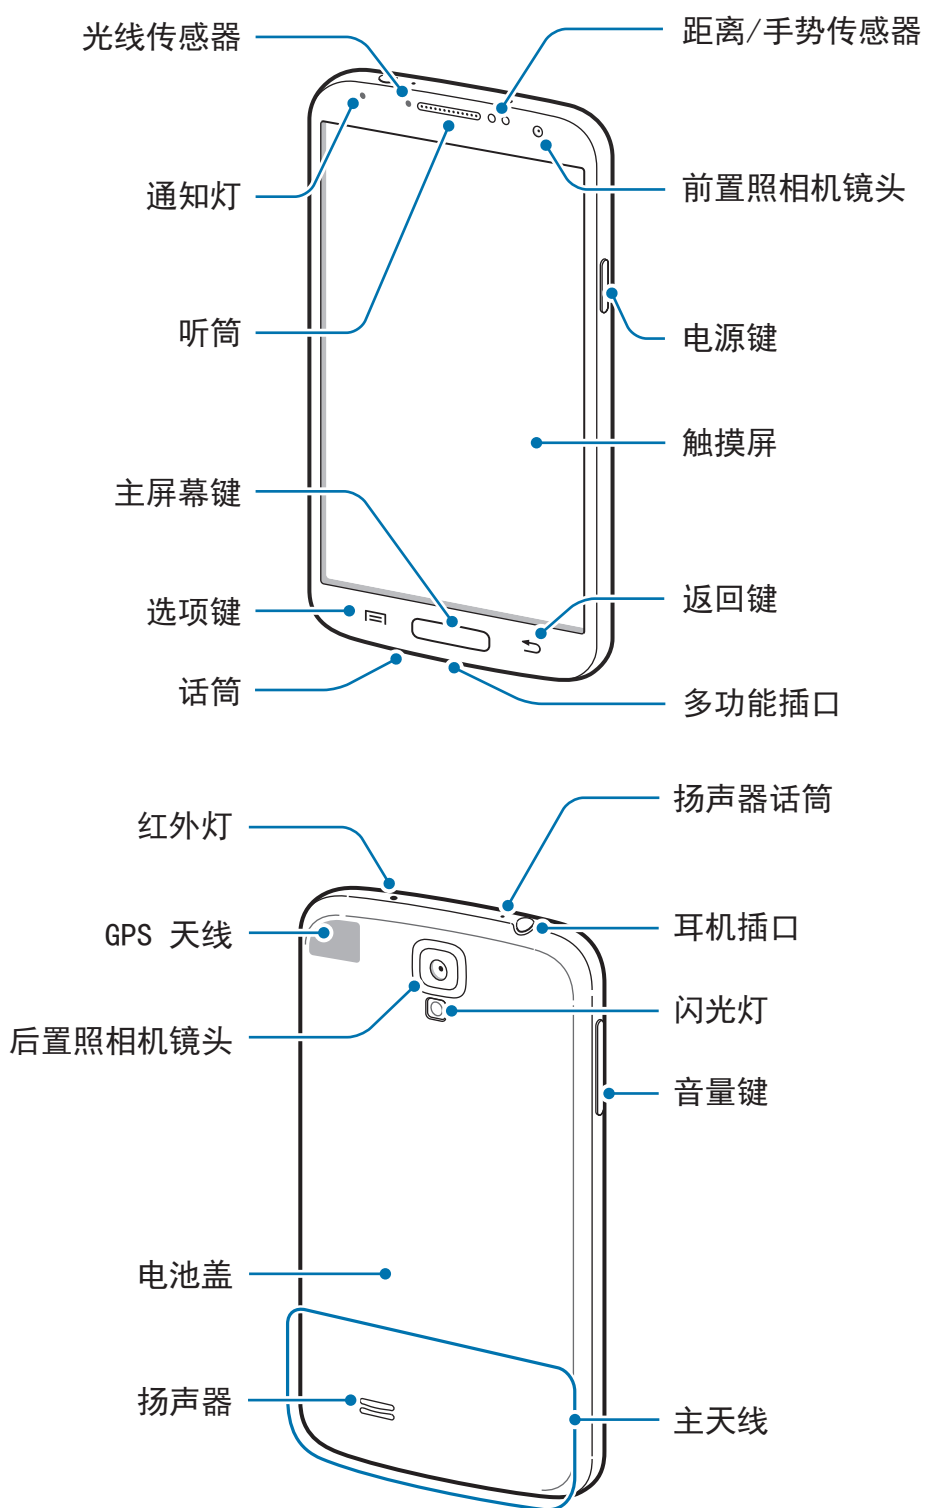 光线传感器
距离/手势传感器
通知灯
前置照相机镜头
听筒
电源键
触摸屏
主屏幕键
选项键
返回键
话筒
多功能插口
红外灯
扬声器话筒
GPS 天线
耳机插口
闪光灯
后置照相机镜头
音量键
电池盖
扬声器
主天线